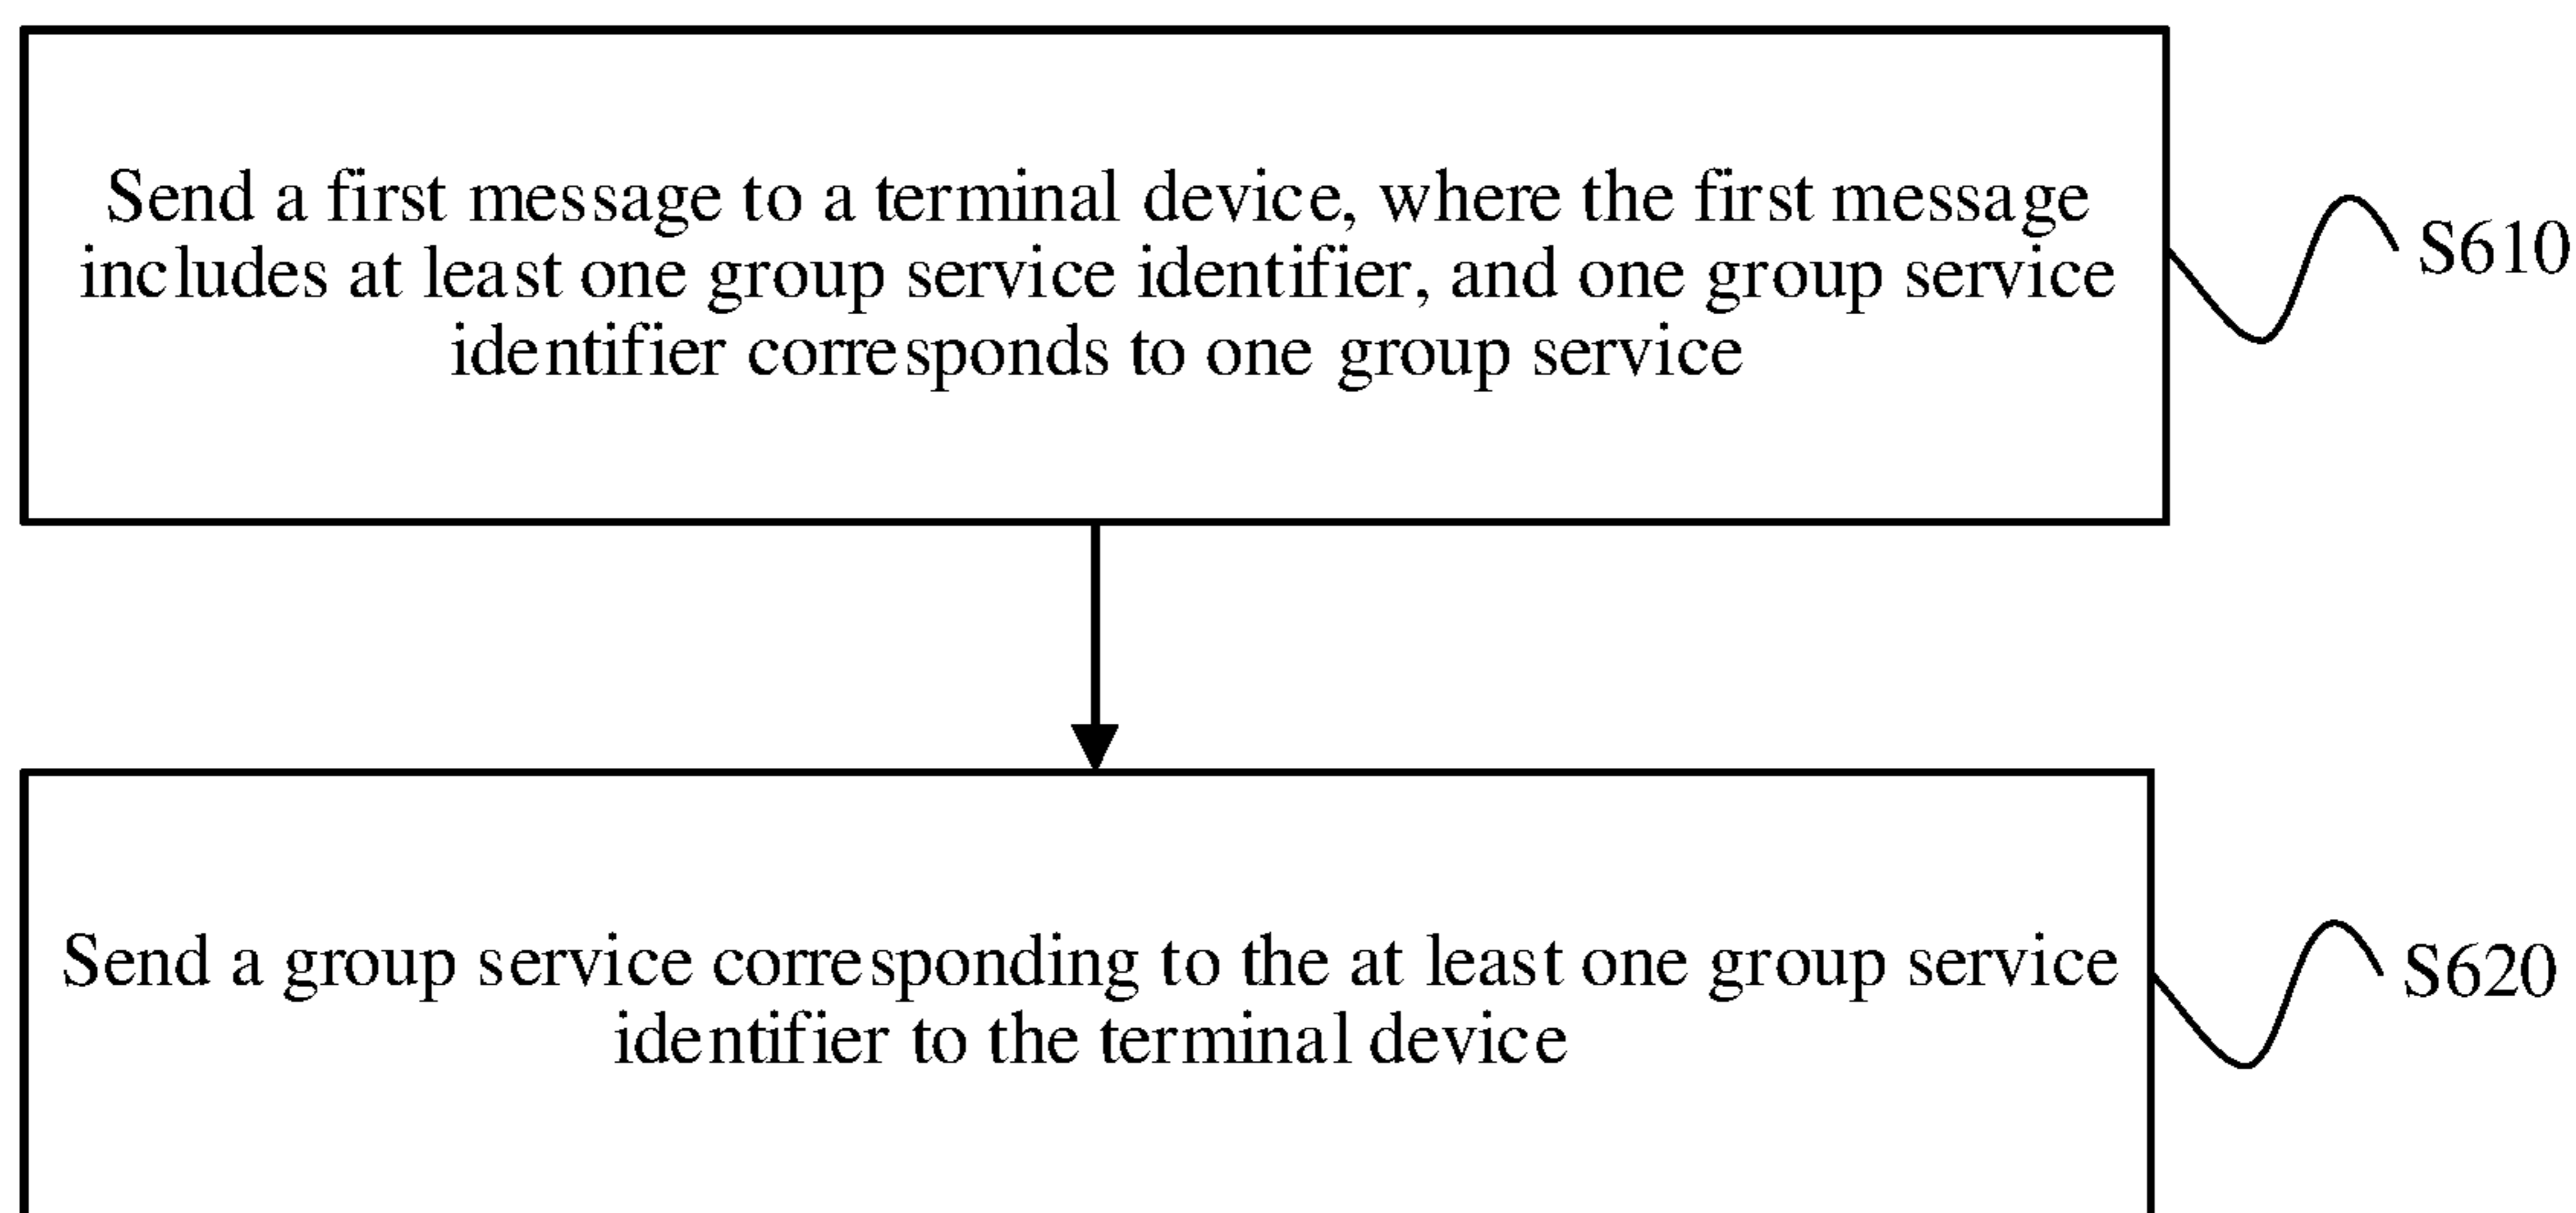 Send a first message to a terminal device, where the first message
includes at least one group service identifier, and one group service
identifier corresponds to one group service
S610
Send a group service corresponding to the at least one group service
identifier to the terminal device
S620